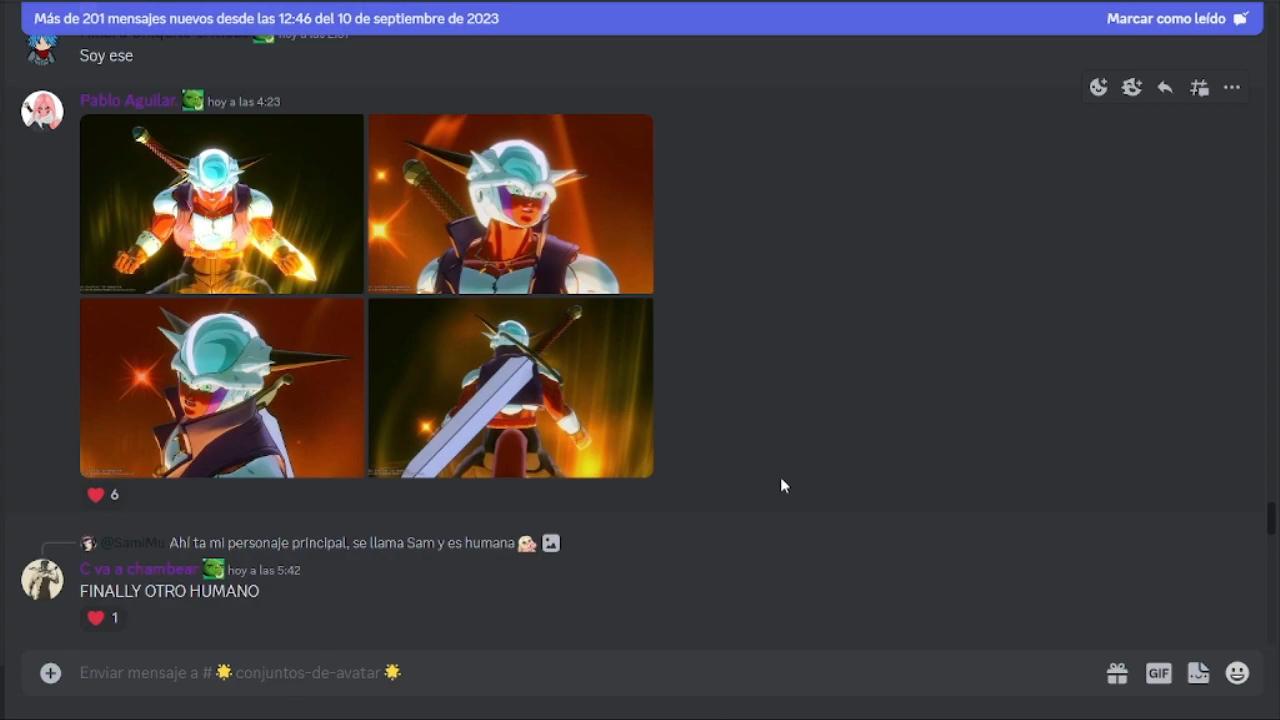 Más de 201 mensajes nuevos desde las 12:46 del 10 de septiembre de 2023
Marcar como leído
Soy ese
Pablo Aguilar. hoy a las 4:23
6
@SamiMu Ahí ta mi personaje principal, se llama Sam y es humana
C va a chambear hoy a las 5:42
FINALLY OTRO HUMANO
1
Enviar mensaje a # conjuntos-de-avatar
GIF